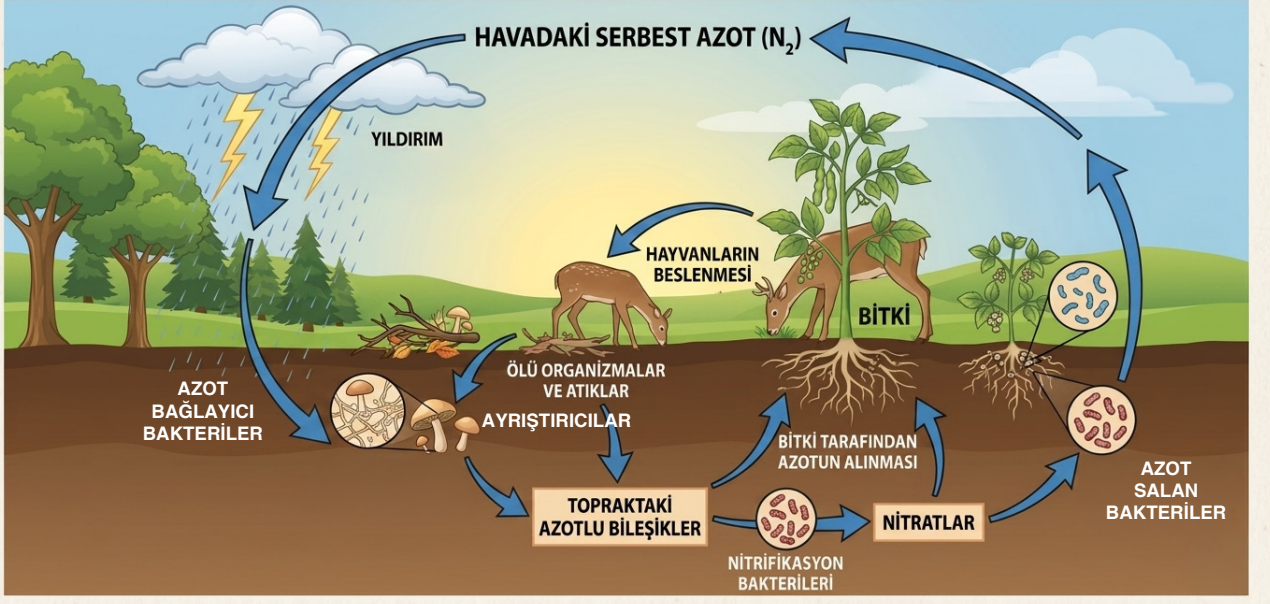 HAVADAKİ SERBEST AZOT (N₂)
YILDIRIM
HAYVANLARIN
BESLENMESİ
BİTKİ
ÖLÜ ORGANİZMALAR
VE ATIKLAR
AZOT
BAĞLAYICI
BAKTERİLER
AYRIŞTIRICILAR
BİTKİ TARAFINDAN
AZOTUN ALINMASI
AZOT
SALAN
BAKTERİLER
TOPRAKTAKİ
AZOTLU BİLEŞİKLER
NİTRATLAR
NİTRİFİKASYON
BAKTERİLERİ